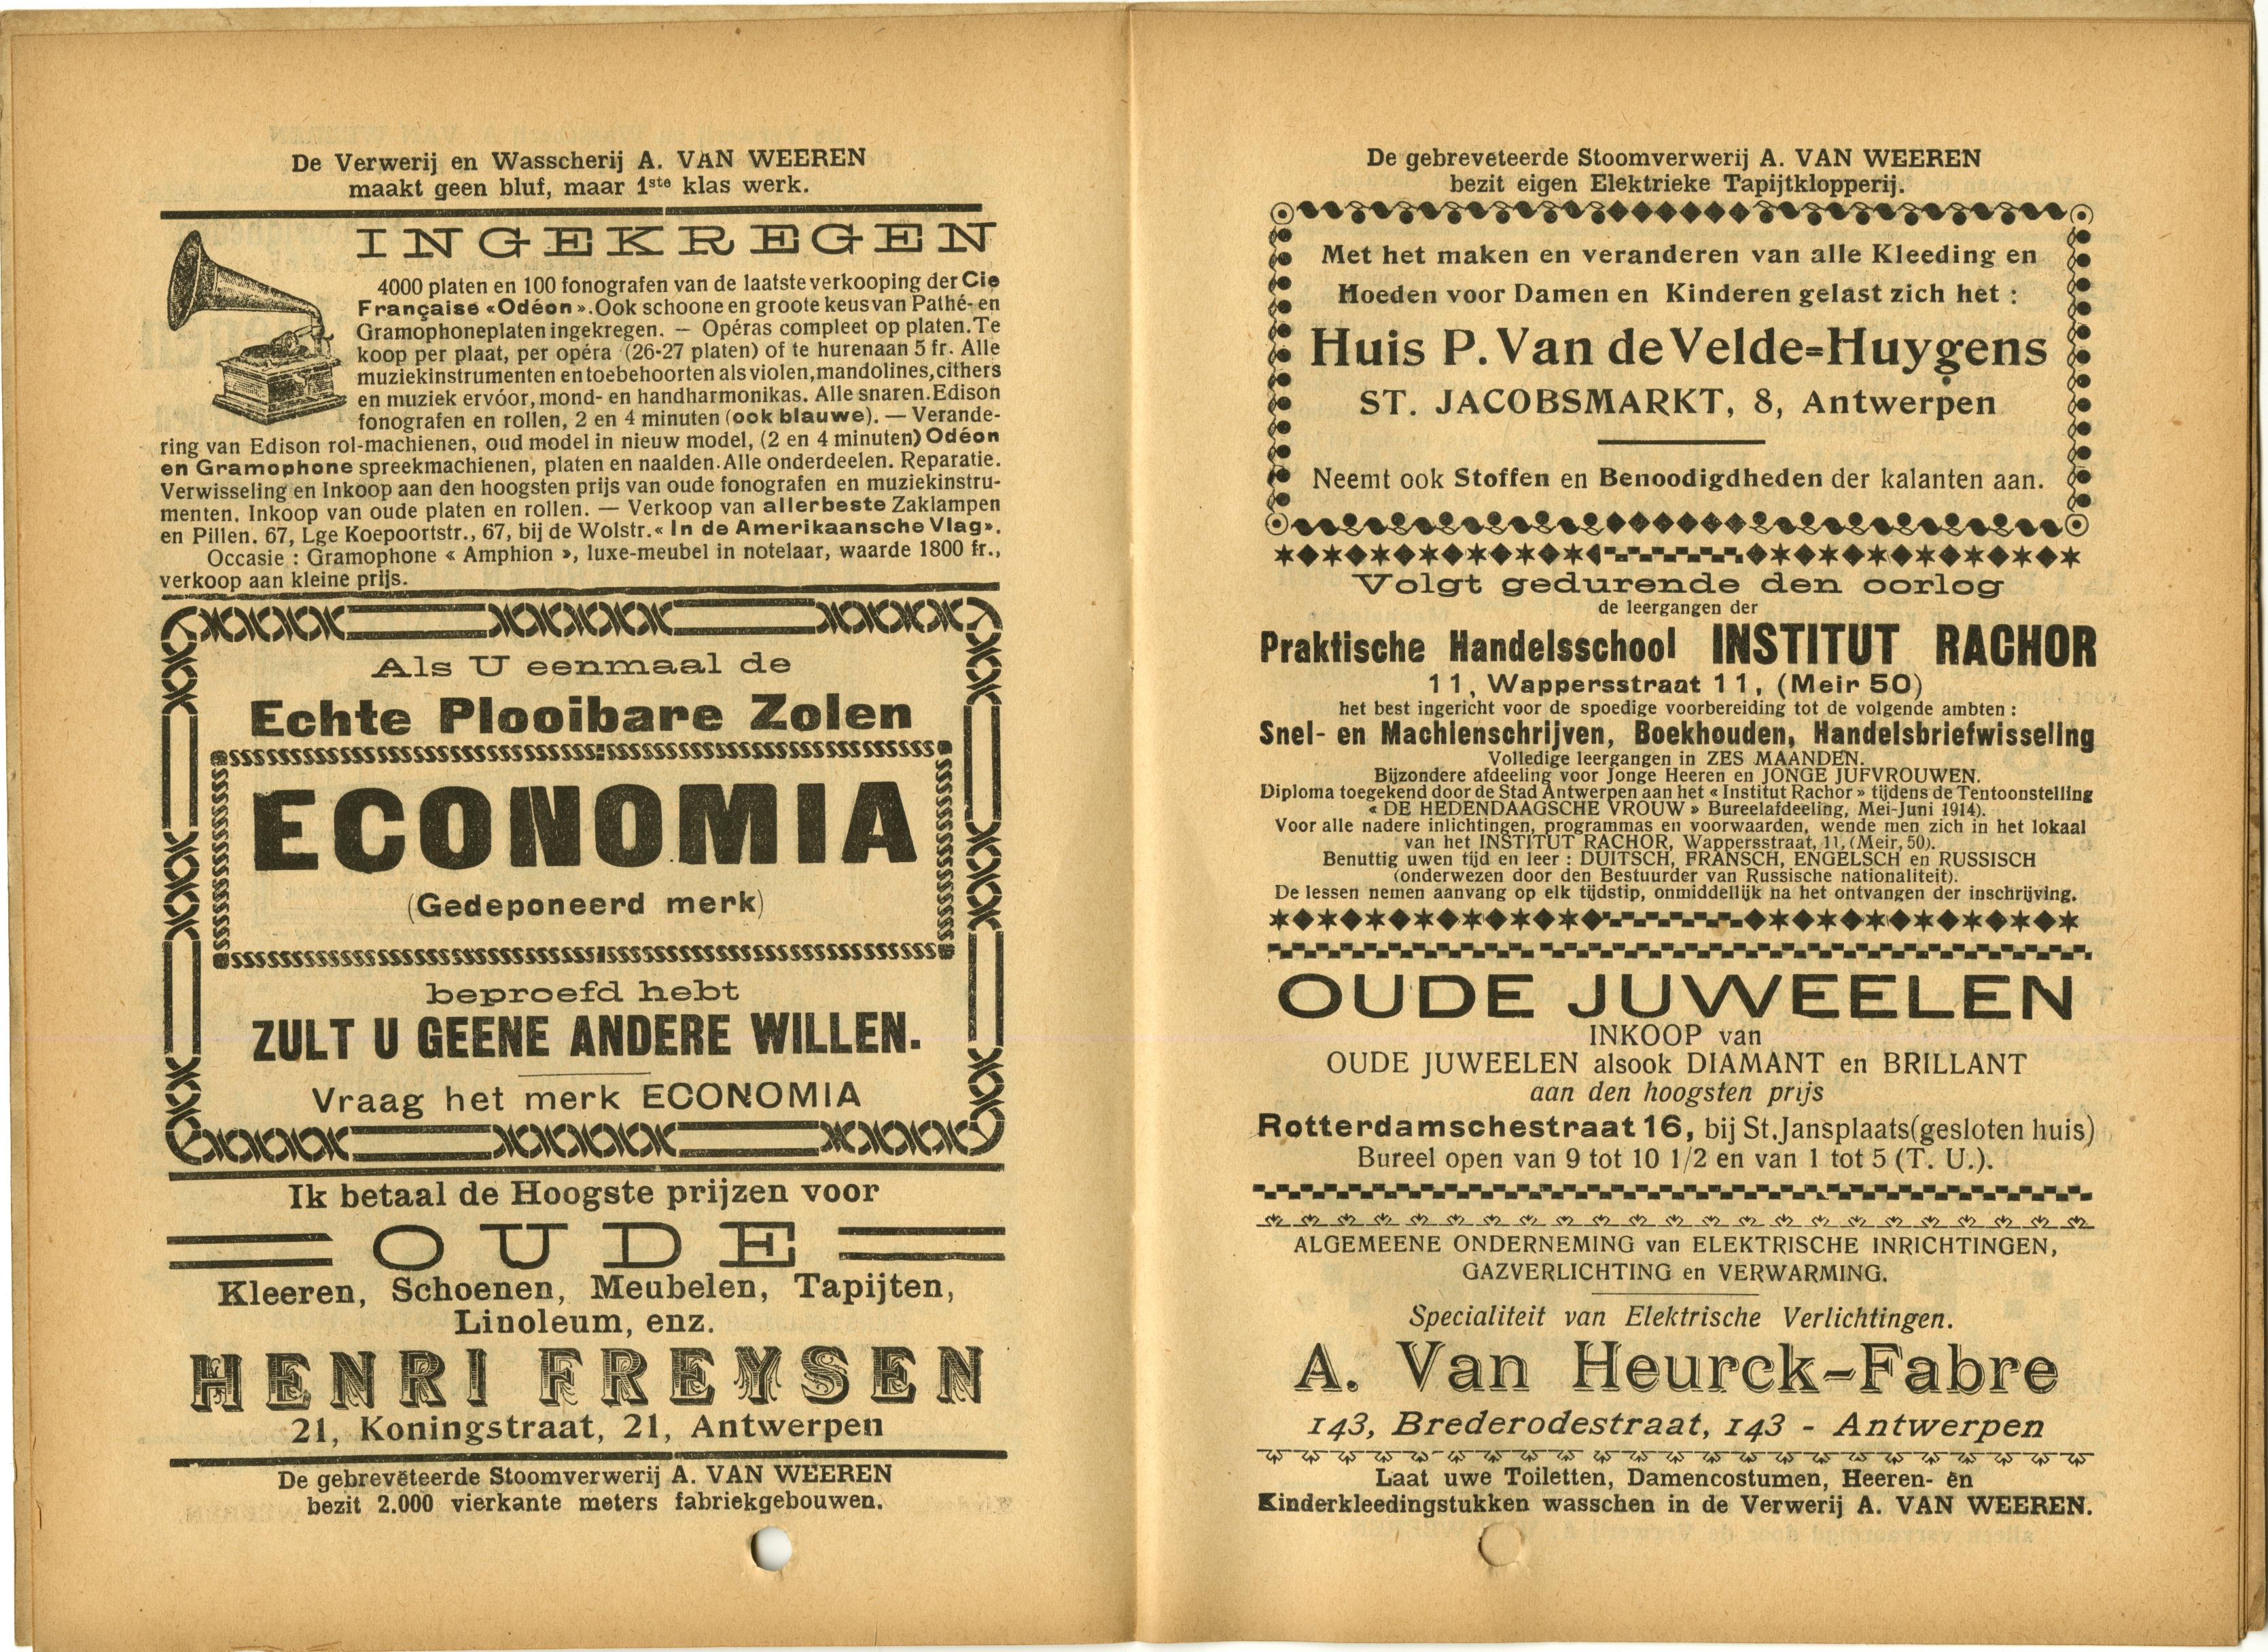 De Verwerij en Wasscherij A. VAN WEEREN
maakt geen bluf, maar 1ste klas werk.
INGEKREGEN
4000 platen en 100 fonografen van de laatste verkooping der Cie
Française «Odéon». Ook schoone en groote keus van Pathé- en
Gramophoneplaten ingekregen. — Opéras compleet op platen. Te
koop per plaat, per opéra (26-27 platen) of te huren aan 5 fr. Alle
muziekinstrumenten en toebehoorten als violen, mandolines, cithers
en muziek ervóor, mond- en handharmonikas. Alle snaren. Edison
fonografen en rollen, 2 en 4 minuten (ook blauwe). — Verande-
ring van Edison rol-machienen, oud model in nieuw model, (2 en 4 minuten) Odéon
en Gramophone spreekmachienen, platen en naalden. Alle onderdeelen. Reparatie.
Verwisseling en Inkoop aan den hoogsten prijs van oude fonografen en muziekinstru-
menten. Inkoop van oude platen en rollen. — Verkoop van allerbeste Zaklampen
en Pillen. 67, Lge Koepoortstr., 67, bij de Wolstr. « In de Amerikaansche Vlag».
Occasie : Gramophone « Amphion », luxe-meubel in notelaar, waarde 1800 fr.,
verkoop aan kleine prijs.
Als U eenmaal de
Echte Plooibare Zolen
ECONOMIA
(Gedeponeerd merk)
beproefd hebt
ZULT U GEENE ANDERE WILLEN.
Vraag het merk ECONOMIA
Ik betaal de Hoogste prijzen voor
OUDE
Kleeren, Schoenen, Meubelen, Tapijten,
Linoleum, enz.
HENRI FREYSEN
21, Koningstraat, 21, Antwerpen
De gebreveteerde Stoomverwerij A. VAN WEEREN
bezit 2.000 vierkante meters fabriekgebouwen.
De gebreveteerde Stoomverwerij A. VAN WEEREN
bezit eigen Elektrieke Tapijtklopperij.
Met het maken en veranderen van alle Kleeding en
Hoeden voor Damen en Kinderen gelast zich het :
Huis P. Van de Velde-Huygens
ST. JACOBSMARKT, 8, Antwerpen
Neemt ook Stoffen en Benoodigdheden der kalanten aan.
Volgt gedurende den oorlog
de leergangen der
Praktische Handelsschool INSTITUT RACHOR
11, Wappersstraat 11, (Meir 50)
het best ingericht voor de spoedige voorbereiding tot de volgende ambten :
Snel- en Machienschrijven, Boekhouden, Handelsbriefwisseling
Volledige leergangen in ZES MAANDEN.
Bijzondere afdeeling voor Jonge Heeren en JONGE JUFVROUWEN.
Diploma toegekend door de Stad Antwerpen aan het « Institut Rachor » tijdens de Tentoonstelling
« DE HEDENDAAGSCHE VROUW » Bureelafdeeling, Mei-Juni 1914).
Voor alle nadere inlichtingen, programmas en voorwaarden, wende men zich in het lokaal
van het INSTITUT RACHOR, Wappersstraat, 11, (Meir, 50).
Benuttig uwen tijd en leer : DUITSCH, FRANSCH, ENGELSCH en RUSSISCH
(onderwezen door den Bestuurder van Russische nationaliteit).
De lessen nemen aanvang op elk tijdstip, onmiddellijk na het ontvangen der inschrijving.
OUDE JUWEELEN
INKOOP van
OUDE JUWEELEN alsook DIAMANT en BRILLANT
aan den hoogsten prijs
Rotterdamschestraat 16, bij St. Jansplaats (gesloten huis)
Bureel open van 9 tot 10 1/2 en van 1 tot 5 (T. U.).
ALGEMEENE ONDERNEMING van ELEKTRISCHE INRICHTINGEN,
GAZVERLICHTING en VERWARMING.
Specialiteit van Elektrische Verlichtingen.
A. Van Heurck-Fabre
143, Brederodestraat, 143 - Antwerpen
Laat uwe Toiletten, Damencostumen, Heeren- en
Kinderkleedingstukken wasschen in de Verwerij A. VAN WEEREN.